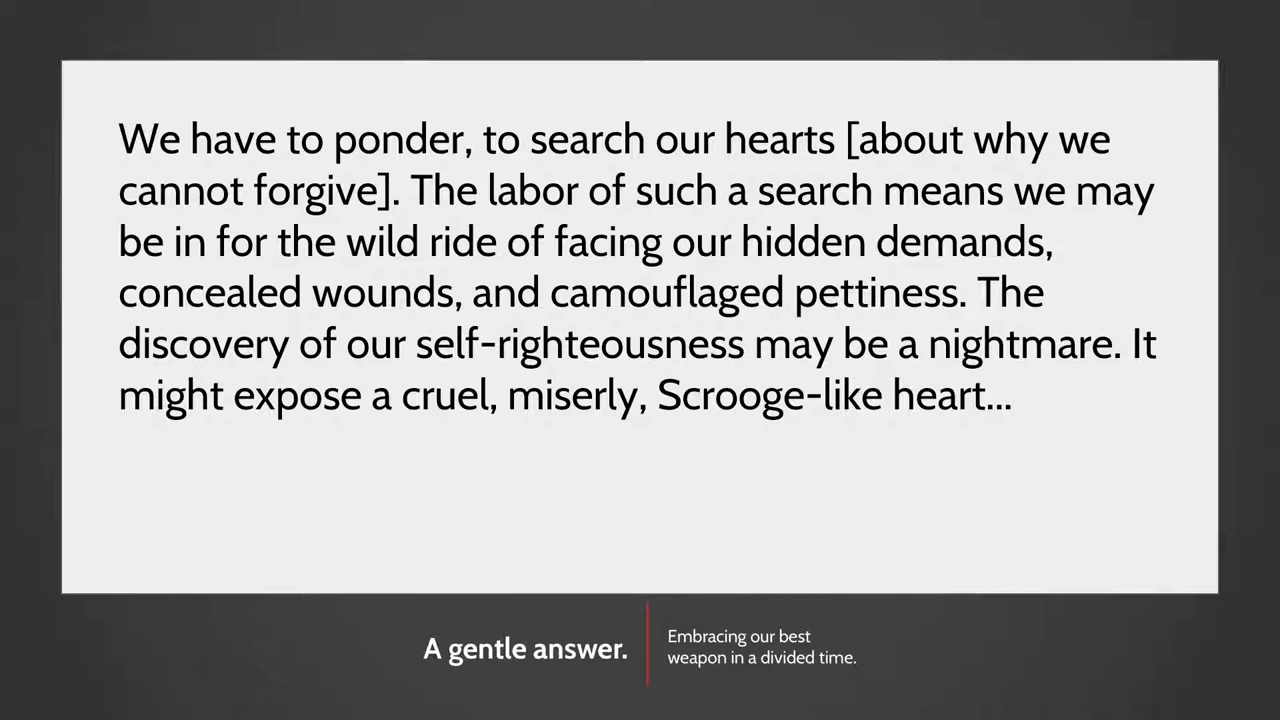 We have to ponder, to search our hearts [about why we
cannot forgive]. The labor of such a search means we may
be in for the wild ride of facing our hidden demands,
concealed wounds, and camouflaged pettiness. The
discovery of our self-righteousness may be a nightmare. It
might expose a cruel, miserly, Scrooge-like heart...
A gentle answer.
Embracing our best
weapon in a divided time.